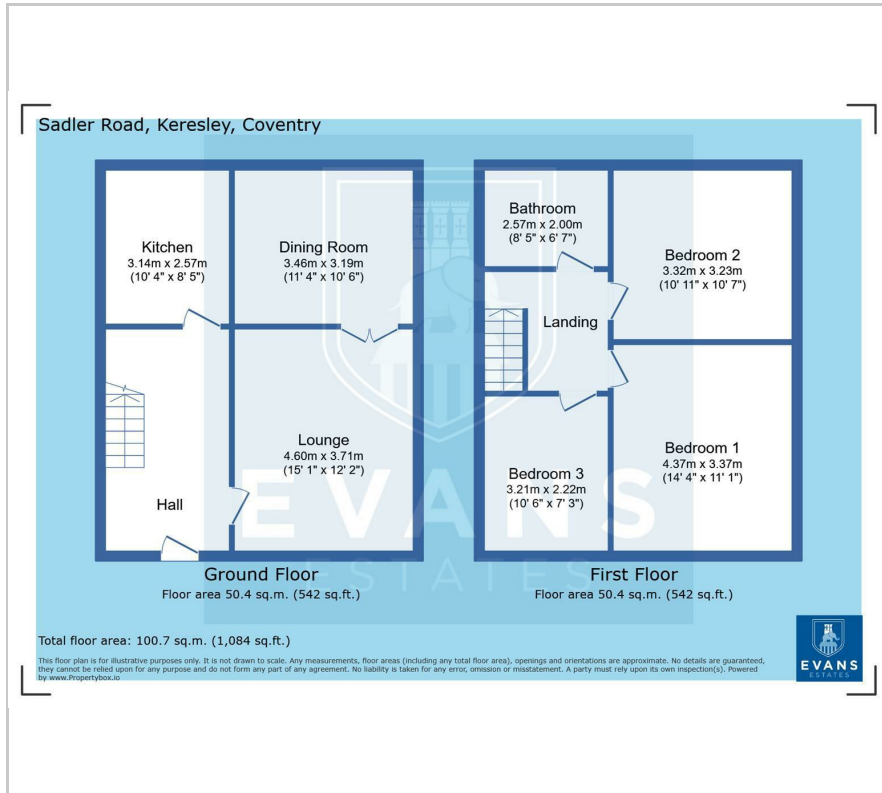 Sadler Road, Keresley, Coventry
Kitchen
3.14m x 2.57m
(10' 4" x 8' 5")
Dining Room
3.46m x 3.19m
(11' 4" x 10' 6")
Lounge
4.60m x 3.71m
(15' 1" x 12' 2")
Hall
Bathroom
2.57m x 2.00m
(8' 5" x 6' 7")
Bedroom 2
3.32m x 3.23m
(10' 11" x 10' 7")
Landing
Bedroom 1
4.37m x 3.37m
(14' 4" x 11' 1")
Bedroom 3
3.21m x 2.22m
(10' 6" x 7' 3")
EVANS
ESTATES
Ground Floor
Floor area 50.4 sq.m. (542 sq.ft.)
First Floor
Floor area 50.4 sq.m. (542 sq.ft.)
Total floor area: 100.7 sq.m. (1,084 sq.ft.)
This floor plan is for illustrative purposes only. It is not drawn to scale. Any measurements, floor areas (including any total floor area), openings and orientations are approximate. No details are guaranteed,
they cannot be relied upon for any purpose and do not form any part of any agreement. No liability is taken for any error, omission or misstatement. A party must rely upon its own inspection(s). Powered
by www.Propertybox.io
EVANS
ESTATES